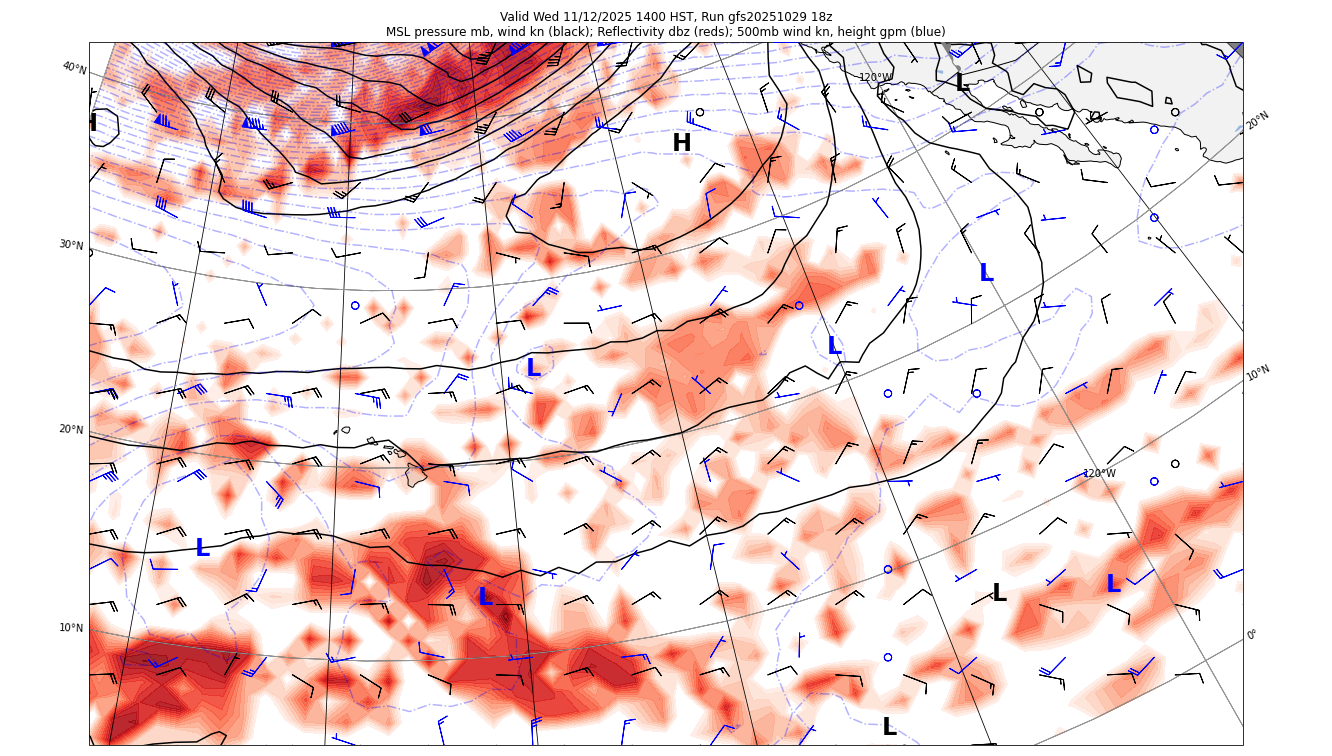 Valid Wed 11/12/2025 1400 HST, Run gfs20251029 18z
MSL pressure mb, wind kn (black); Reflectivity dbz (reds); 500mb wind kn, height gpm (blue)
40°N
120°W
L
20°N
H
H
30°N
L
L
L
10°N
20°N
120°W
L
L
L
L
10°N
0°
L